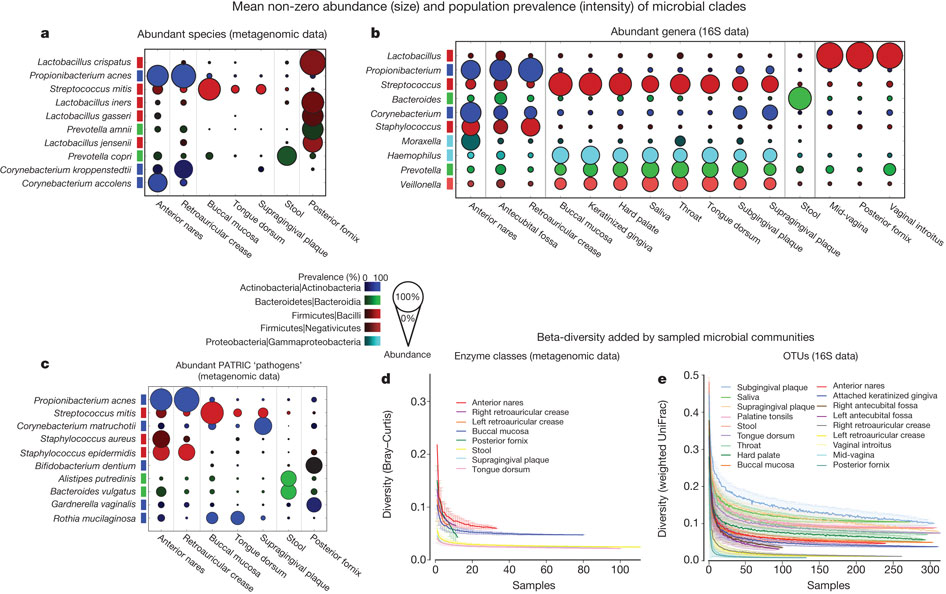 Mean non-zero abundance (size) and population prevalence (intensity) of microbial clades
a
Abundant species (metagenomic data)
Lactobacillus crispatus
Propionibacterium acnes
Streptococcus mitis
Lactobacillus iners
Lactobacillus gasseri
Prevotella amnii
Lactobacillus jensenii
Prevotella copri
Corynebacterium kroppenstedtii
Corynebacterium accolens
Anterior nares
Retroauricular crease
Buccal mucosa
Tongue dorsum
Supragingival plaque
Stool
Posterior fornix
b
Abundant genera (16S data)
Lactobacillus
Propionibacterium
Streptococcus
Bacteroides
Corynebacterium
Staphylococcus
Moraxella
Haemophilus
Prevotella
Veillonella
Anterior nares
Antecubital fossa
Retroauricular crease
Buccal mucosa
Keratinized gingiva
Hard palate
Saliva
Throat
Tongue dorsum
Subgingival plaque
Supragingival plaque
Stool
Mid-vagina
Posterior fornix
Vaginal introitus
Prevalence (%) 0 100
Actinobacteria|Actinobacteria
Bacteroidetes|Bacteroidia
Firmicutes|Bacilli
Firmicutes|Negativicutes
Proteobacteria|Gammaproteobacteria
100%
0%
Abundance
c
Abundant PATRIC ‘pathogens’
(metagenomic data)
Propionibacterium acnes
Streptococcus mitis
Corynebacterium matruchotii
Staphylococcus aureus
Staphylococcus epidermidis
Bifidobacterium dentium
Alistipes putredinis
Bacteroides vulgatus
Gardnerella vaginalis
Rothia mucilaginosa
Anterior nares
Retroauricular crease
Buccal mucosa
Tongue dorsum
Supragingival plaque
Stool
Posterior fornix
Beta-diversity added by sampled microbial communities
d
Enzyme classes (metagenomic data)
Diversity (Bray–Curtis)
0.3
0.2
0.1
0.0
0
20
40
60
80
100
Samples
Anterior nares
Right retroauricular crease
Left retroauricular crease
Buccal mucosa
Posterior fornix
Stool
Supragingival plaque
Tongue dorsum
e
OTUs (16S data)
Diversity (weighted UniFrac)
0.5
0.4
0.3
0.2
0.1
0.0
0
50
100
150
200
250
300
Samples
Subgingival plaque
Saliva
Supragingival plaque
Palatine tonsils
Stool
Tongue dorsum
Throat
Hard palate
Buccal mucosa
Anterior nares
Attached keratinized gingiva
Right antecubital fossa
Left antecubital fossa
Right retroauricular crease
Left retroauricular crease
Vaginal introitus
Mid-vagina
Posterior fornix